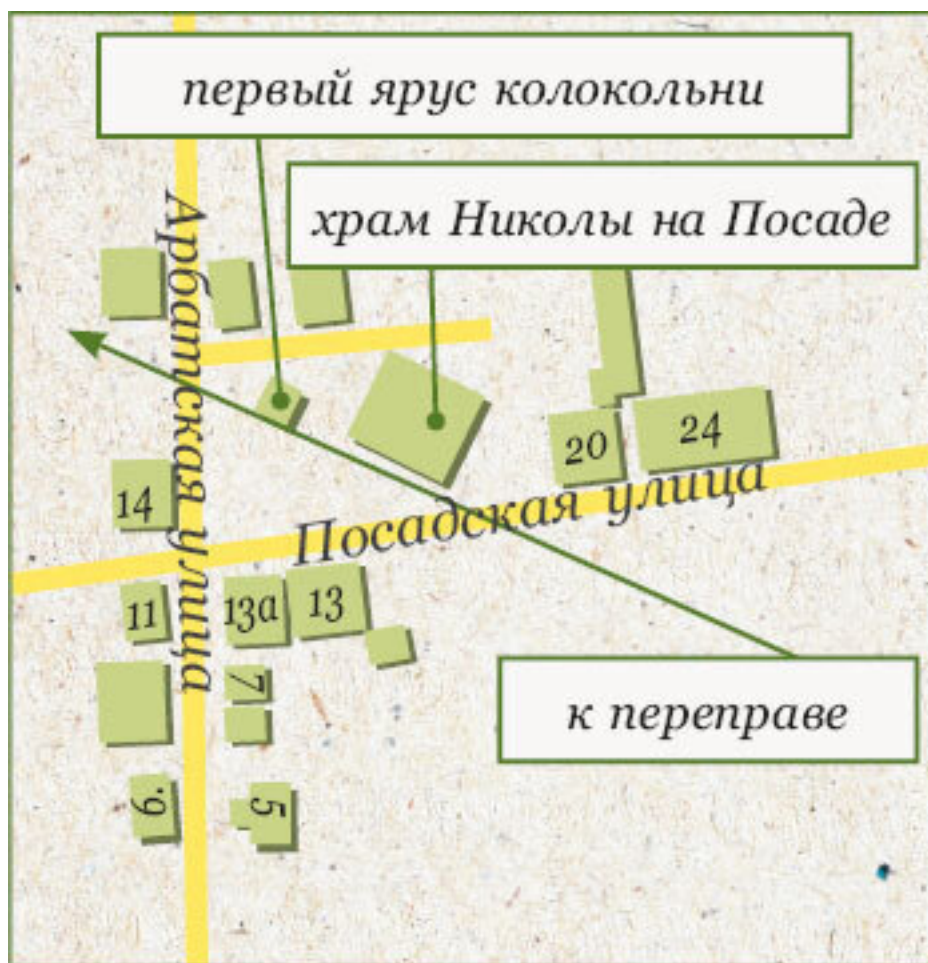 первый ярус колокольни
храм Николы на Посаде
Арбатская улица
20
24
14
Посадская улица
11
13а
13
7
к переправе
6
5